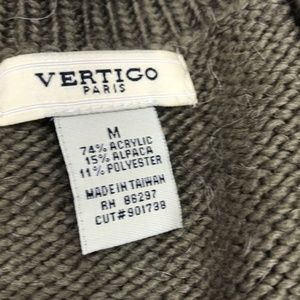 VERTIGO
PARIS
M
74% ACRYLIC
15% ALPACA
11% POLYESTER
MADE IN TAIWAN
RN 86297
CUT#901738